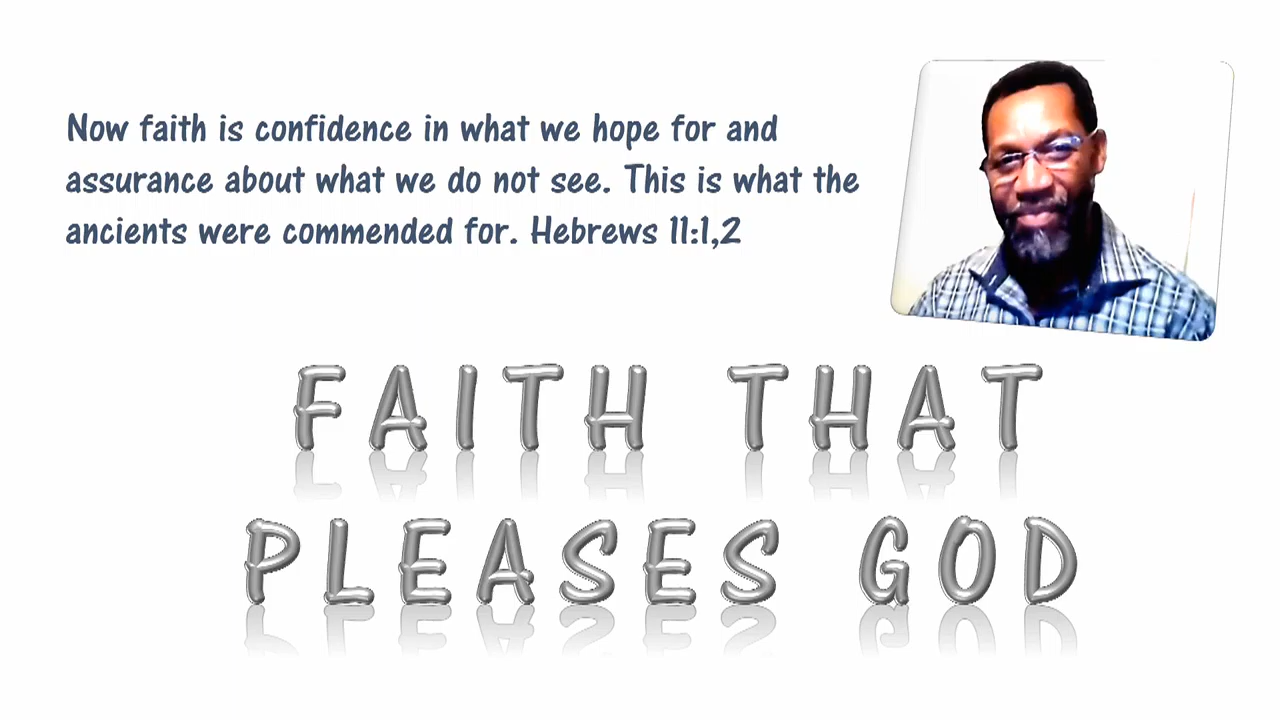 Now faith is confidence in what we hope for and
assurance about what we do not see. This is what the
ancients were commended for. Hebrews 11:1,2
FAITH THAT
PLEASES GOD